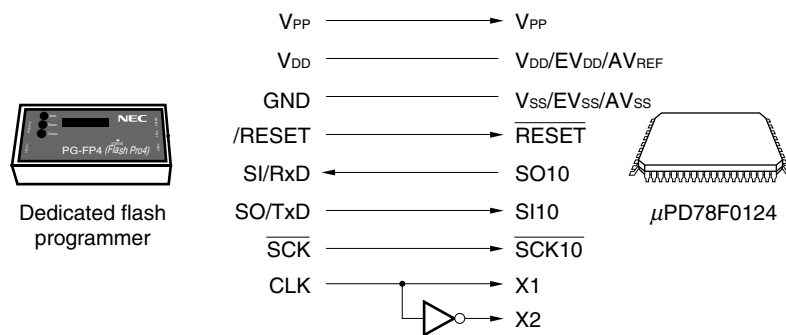 VPP VPP
VDD VDD/EVDD/AVREF
GND VSS/EVSS/AVSS
/RESET RESET
SI/RxD SO10
SO/TxD SI10
SCK SCK10
CLK X1
X2
NEC
PG-FP4 (Flash Pro4)
Dedicated flash
programmer
μPD78F0124